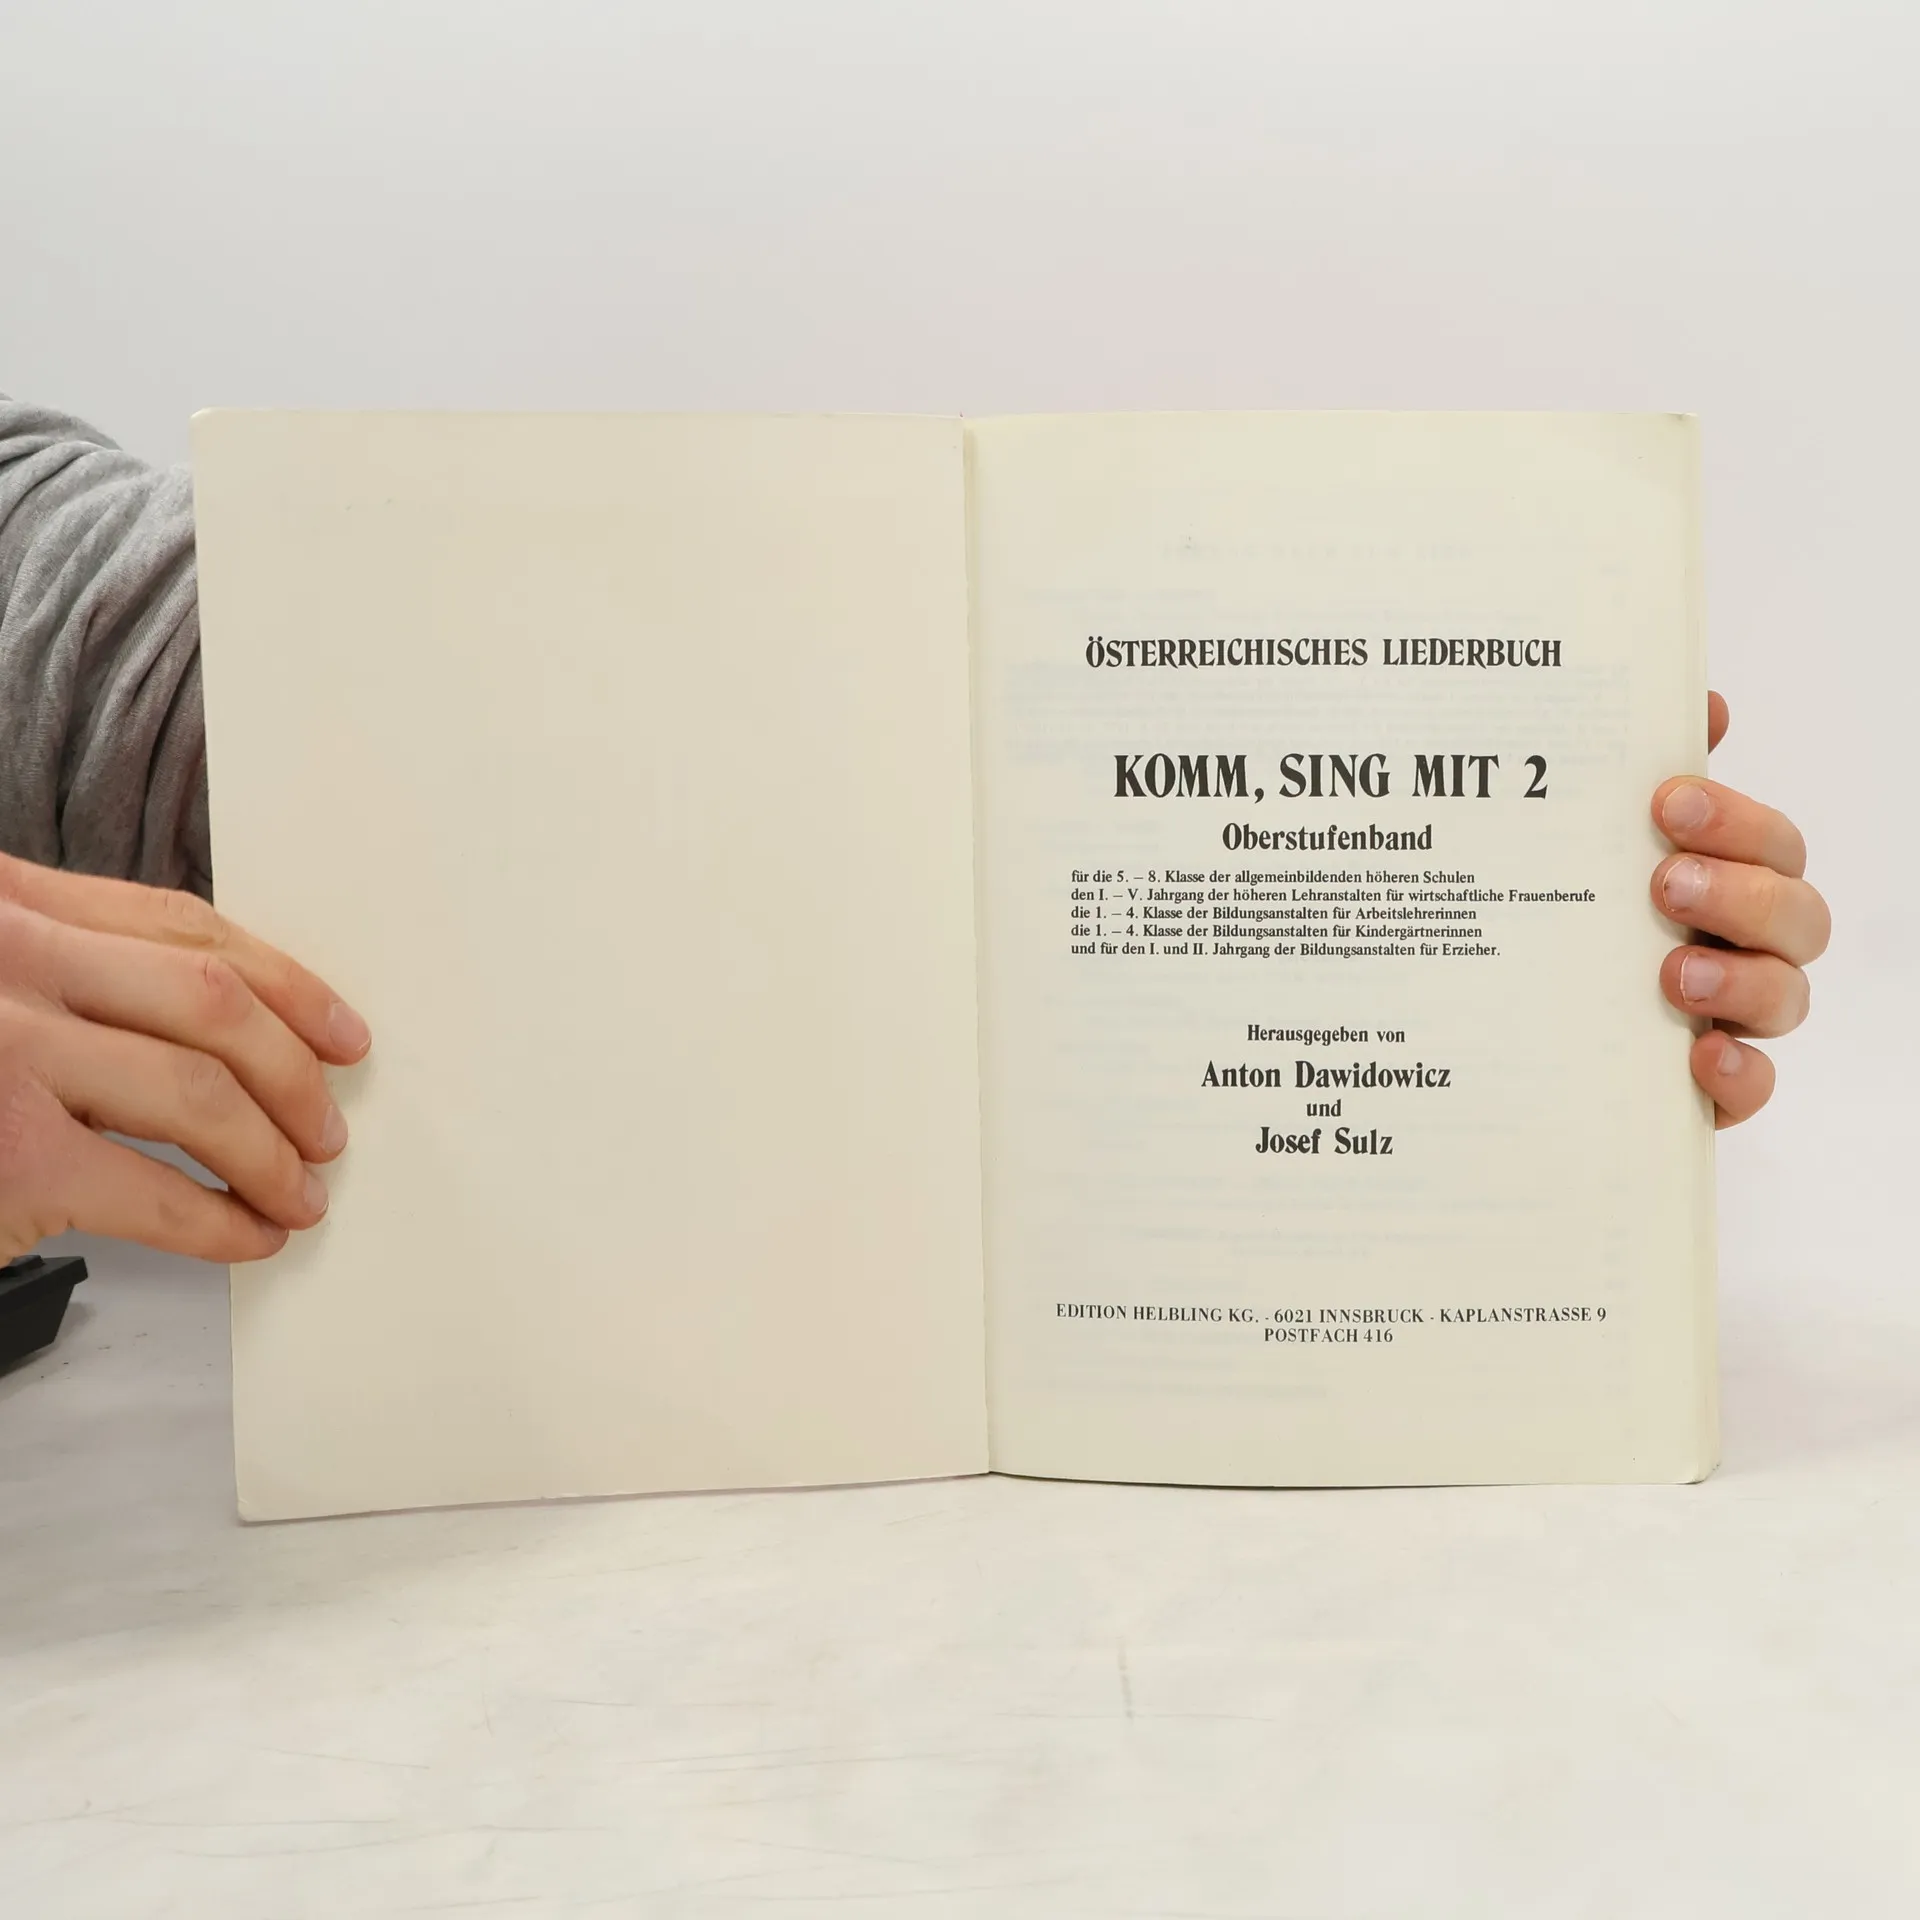 ÖSTERREICHISCHES LIEDERBUCH
KOMM, SING MIT 2
Oberstufenband
für die 5. – 8. Klasse der allgemeinbildenden höheren Schulen
den I. – V. Jahrgang der höheren Lehranstalten für wirtschaftliche Frauenberufe
die 1. – 4. Klasse der Bildungsanstalten für Arbeitslehrerinnen
die 1. – 4. Klasse der Bildungsanstalten für Kindergärtnerinnen
und für den I. und II. Jahrgang der Bildungsanstalten für Erzieher.
Herausgegeben von
Anton Dawidowicz
und
Josef Sulz
EDITION HELBLING KG. - 6021 INNSBRUCK - KAPLANSTRASSE 9
POSTFACH 416